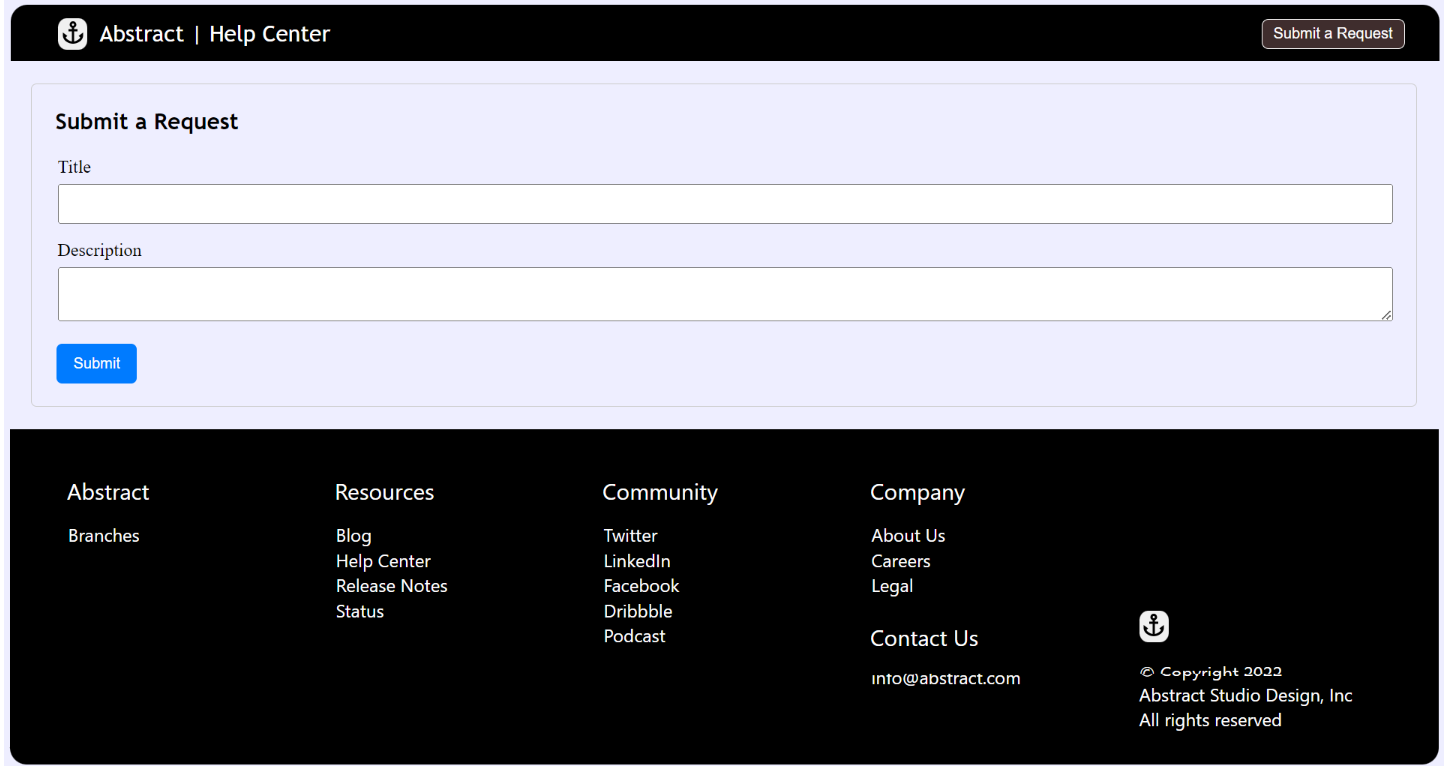 Abstract | Help Center
Submit a Request
Submit a Request
Title
Description
Submit
Abstract
Branches
Resources
Blog
Help Center
Release Notes
Status
Community
Twitter
LinkedIn
Facebook
Dribbble
Podcast
Company
About Us
Careers
Legal
Contact Us
info@abstract.com
© Copyright 2022
Abstract Studio Design, Inc
All rights reserved